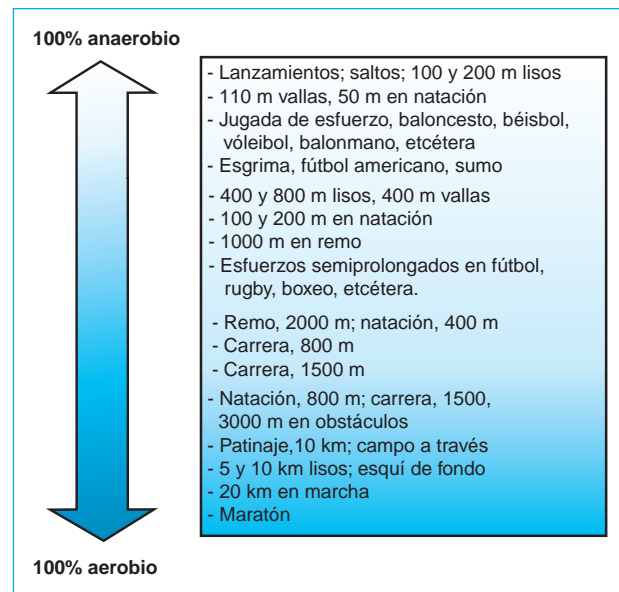 100% anaerobio
- Lanzamientos; saltos; 100 y 200 m lisos
- 110 m vallas, 50 m en natación
- Jugada de esfuerzo, baloncesto, béisbol,
vóleibol, balonmano, etcétera
- Esgrima, fútbol americano, sumo
- 400 y 800 m lisos, 400 m vallas
- 100 y 200 m en natación
- 1000 m en remo
- Esfuerzos semiprolongados en fútbol,
rugby, boxeo, etcétera.
- Remo, 2000 m; natación, 400 m
- Carrera, 800 m
- Carrera, 1500 m
- Natación, 800 m; carrera, 1500,
3000 m en obstáculos
- Patinaje,10 km; campo a través
- 5 y 10 km lisos; esquí de fondo
- 20 km en marcha
- Maratón
100% aerobio